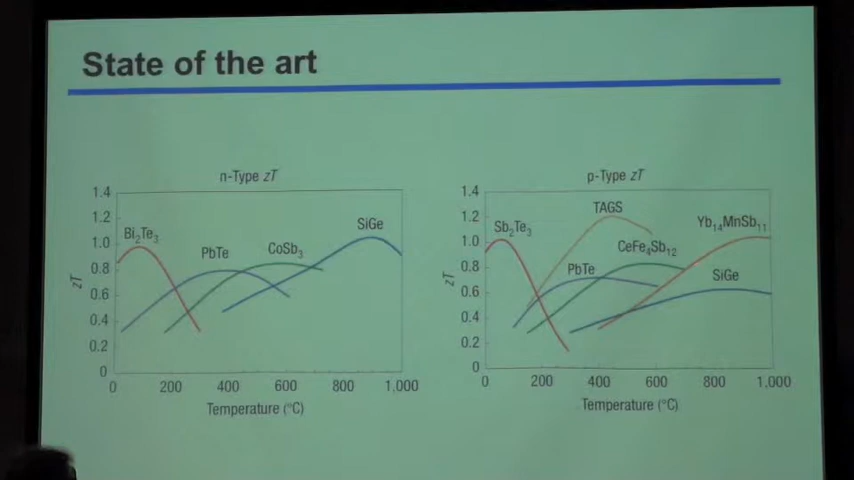 State of the art
n-Type zT
1.4
1.2
1.0
0.8
0.6
0.4
0.2
0
zT
Bi2Te3
PbTe
CoSb3
SiGe
0 200 400 600 800 1,000
Temperature (°C)
p-Type zT
1.4
1.2
1.0
0.8
0.6
0.4
0.2
0
zT
Sb2Te3
TAGS
PbTe
CeFe4Sb12
Yb14MnSb11
SiGe
0 200 400 600 800 1,000
Temperature (°C)